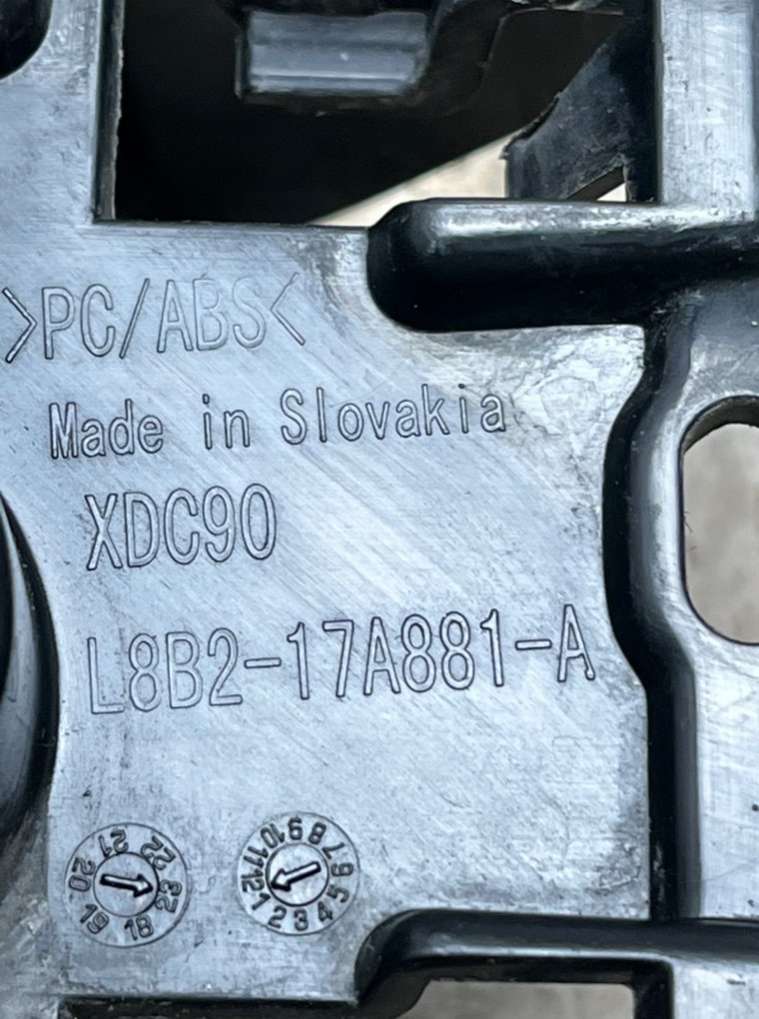 >PC/ABS<
Made in Slovakia
XDC90
L8B2-17A881-A
18 19 20 21 22 23
1 2 3 4 5 6 7 8 9 10 11 12